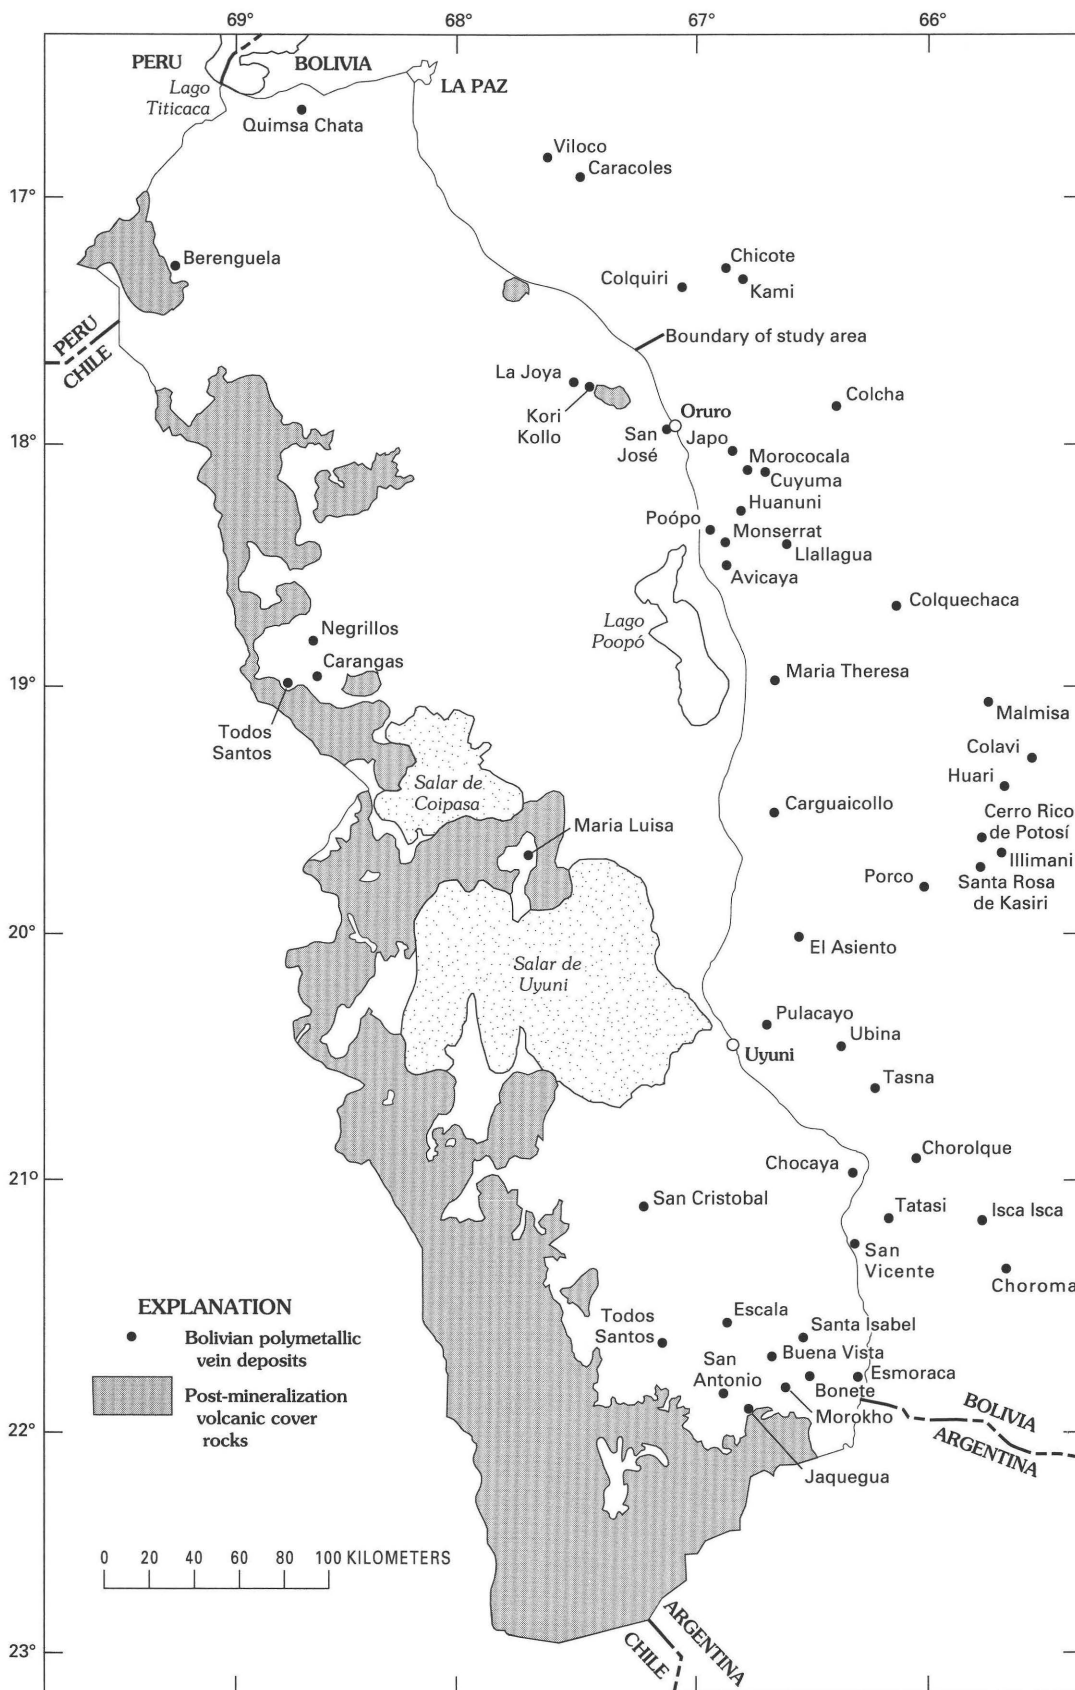 69°
68°
67°
66°
PERU
BOLIVIA
Lago
Titicaca
LA PAZ
Quimsa Chata
Viloco
Caracoles
17°
Berenguela
Chicote
Colquiri
Kami
PERU
CHILE
Boundary of study area
La Joya
Kori
Kollo
Colcha
Oruro
18°
San
José
Japo
Morococala
Cuyuma
Huanuni
Poópo
Monserrat
Llallagua
Avicaya
Colquechaca
Lago
Poopó
Negrillos
Carangas
Maria Theresa
19°
Todos
Santos
Malmisa
Colavi
Huari
Salar de
Coipasa
Carguaicollo
Cerro Rico
de Potosí
Maria Luisa
Illimani
Porco
Santa Rosa
de Kasiri
20°
El Asiento
Salar de
Uyuni
Pulacayo
Ubina
Uyuni
Tasna
Chorolque
Chocaya
21°
San Cristobal
Tatasi
Isca Isca
San
Vicente
Choroma
EXPLANATION
Bolivian polymetallic
vein deposits
Post-mineralization
volcanic cover
rocks
Todos
Santos
Escala
Santa Isabel
Buena Vista
San
Antonio
Esmoraca
Bonete
Morokho
BOLIVIA
ARGENTINA
22°
Jaquegua
0 20 40 60 80 100 KILOMETERS
ARGENTINA
CHILE
23°